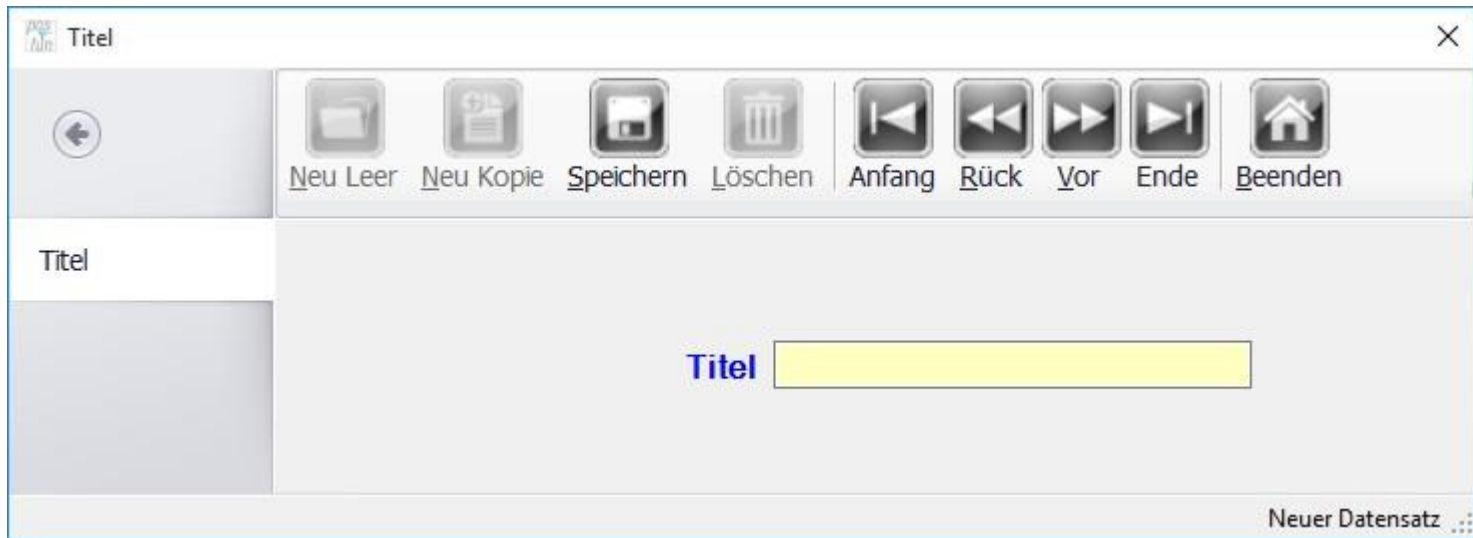 Titel
Neu Leer Neu Kopie Speichern Löschen Anfang Rück Vor Ende Beenden
Titel
Titel
Neuer Datensatz